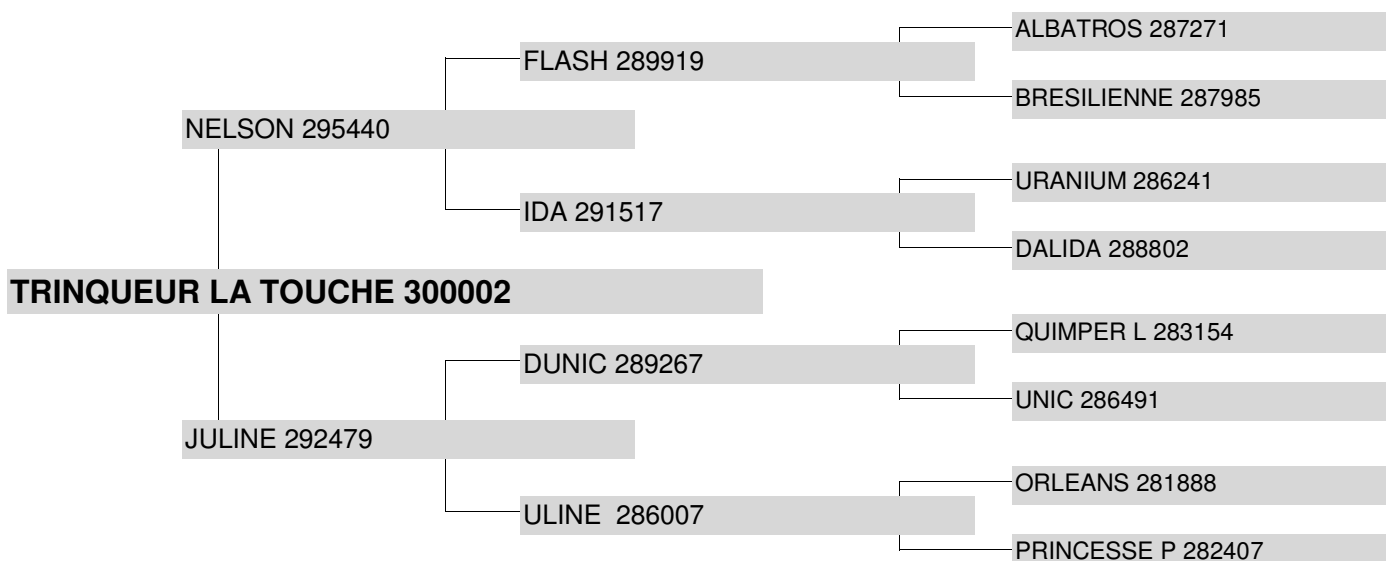 ALBATROS 287271
FLASH 289919
BRESILIENNE 287985
NELSON 295440
URANIUM 286241
IDA 291517
DALIDA 288802
TRINQUEUR LA TOUCHE 300002
QUIMPER L 283154
DUNIC 289267
UNIC 286491
JULINE 292479
ORLEANS 281888
ULINE  286007
PRINCESSE P 282407